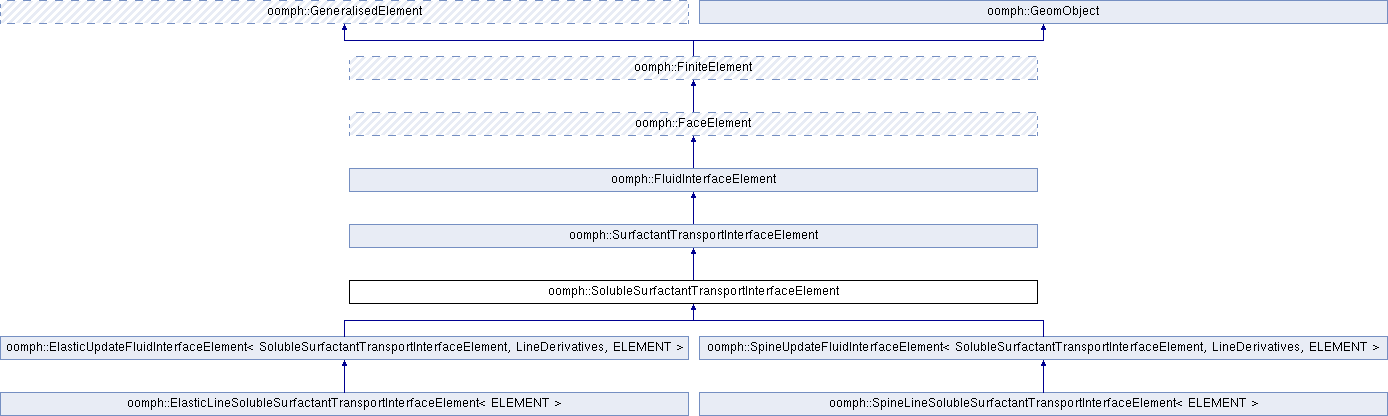 oomph::GeneralisedElement
oomph::GeomObject
oomph::FiniteElement
oomph::FaceElement
oomph::FluidInterfaceElement
oomph::SurfactantTransportInterfaceElement
oomph::SolubleSurfactantTransportInterfaceElement
oomph::ElasticUpdateFluidInterfaceElement< SolubleSurfactantTransportInterfaceElement, LineDerivatives, ELEMENT >
oomph::SpineUpdateFluidInterfaceElement< SolubleSurfactantTransportInterfaceElement, LineDerivatives, ELEMENT >
oomph::ElasticLineSolubleSurfactantTransportInterfaceElement< ELEMENT >
oomph::SpineLineSolubleSurfactantTransportInterfaceElement< ELEMENT >